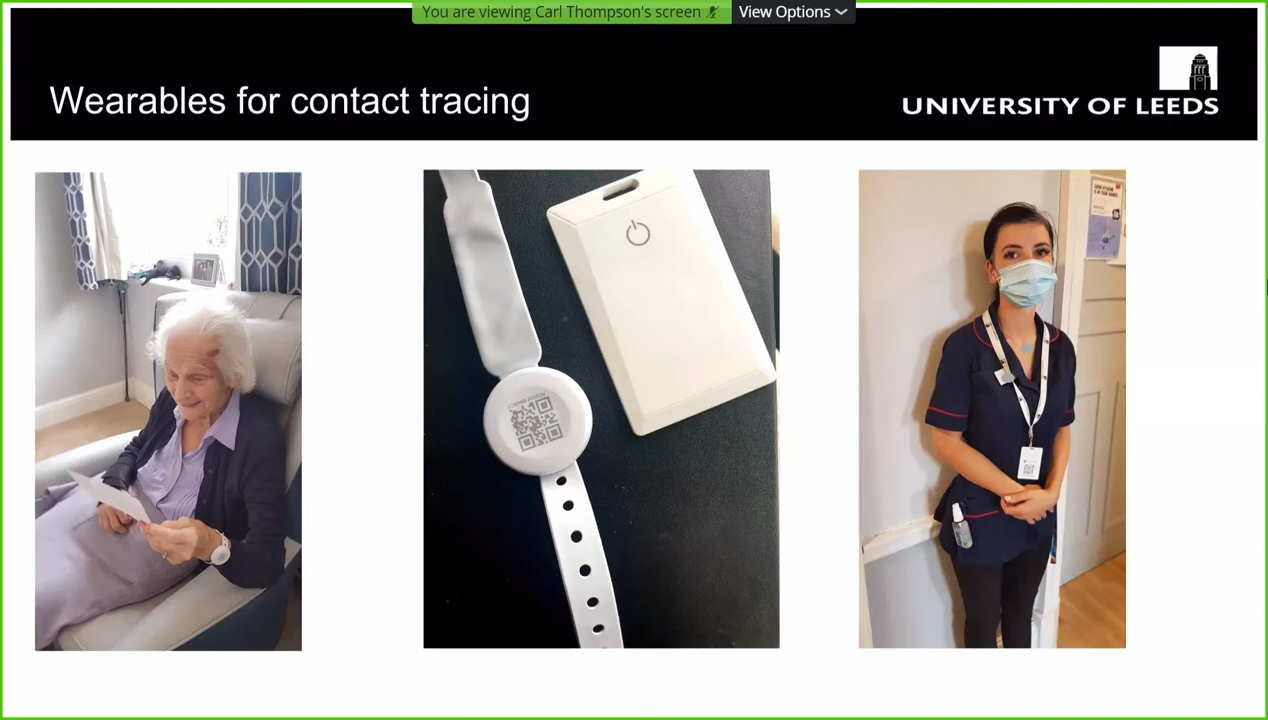 You are viewing Carl Thompson's screen
View Options
Wearables for contact tracing
UNIVERSITY OF LEEDS